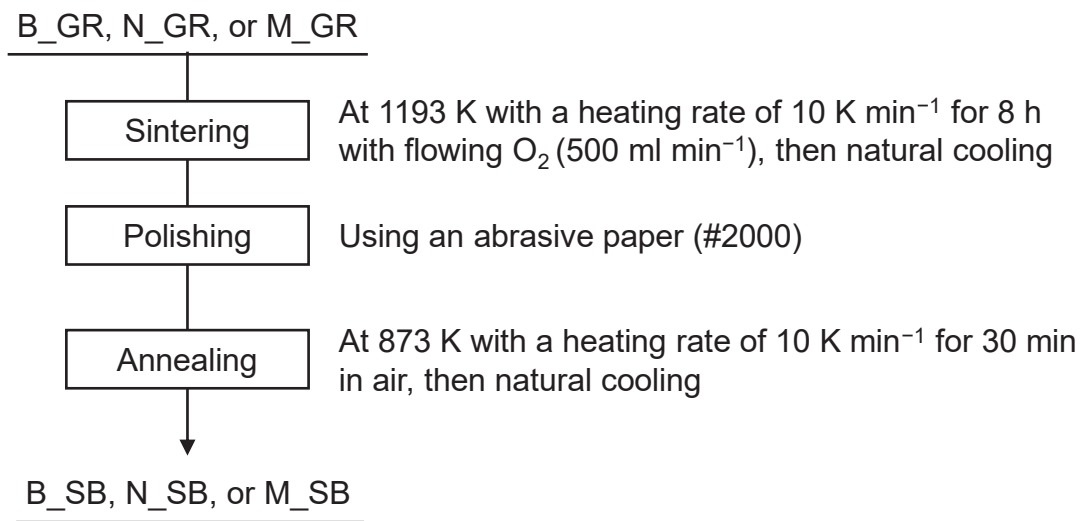 B_GR, N_GR, or M_GR
Sintering
At 1193 K with a heating rate of 10 K min⁻¹ for 8 h
with flowing O₂ (500 ml min⁻¹), then natural cooling
Polishing
Using an abrasive paper (#2000)
Annealing
At 873 K with a heating rate of 10 K min⁻¹ for 30 min
in air, then natural cooling
B_SB, N_SB, or M_SB